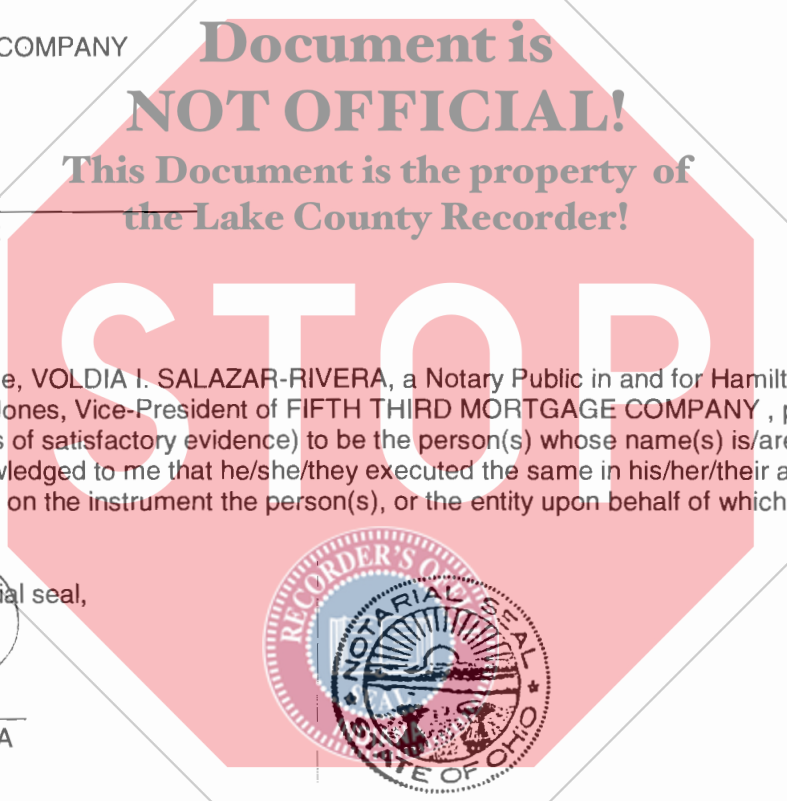 COMPANY
Document is
NOT OFFICIAL!
This Document is the property of
the Lake County Recorder!
STOP
e, VOLDIA I. SALAZAR-RIVERA, a Notary Public in and for Hamilt
Jones, Vice-President of FIFTH THIRD MORTGAGE COMPANY , p
s of satisfactory evidence) to be the person(s) whose name(s) is/are
wledged to me that he/she/they executed the same in his/her/their a
on the instrument the person(s), or the entity upon behalf of which
ial seal,
RECORDER'S
SEAL
NOTARIAL SEAL
STATE OF OHIO
A